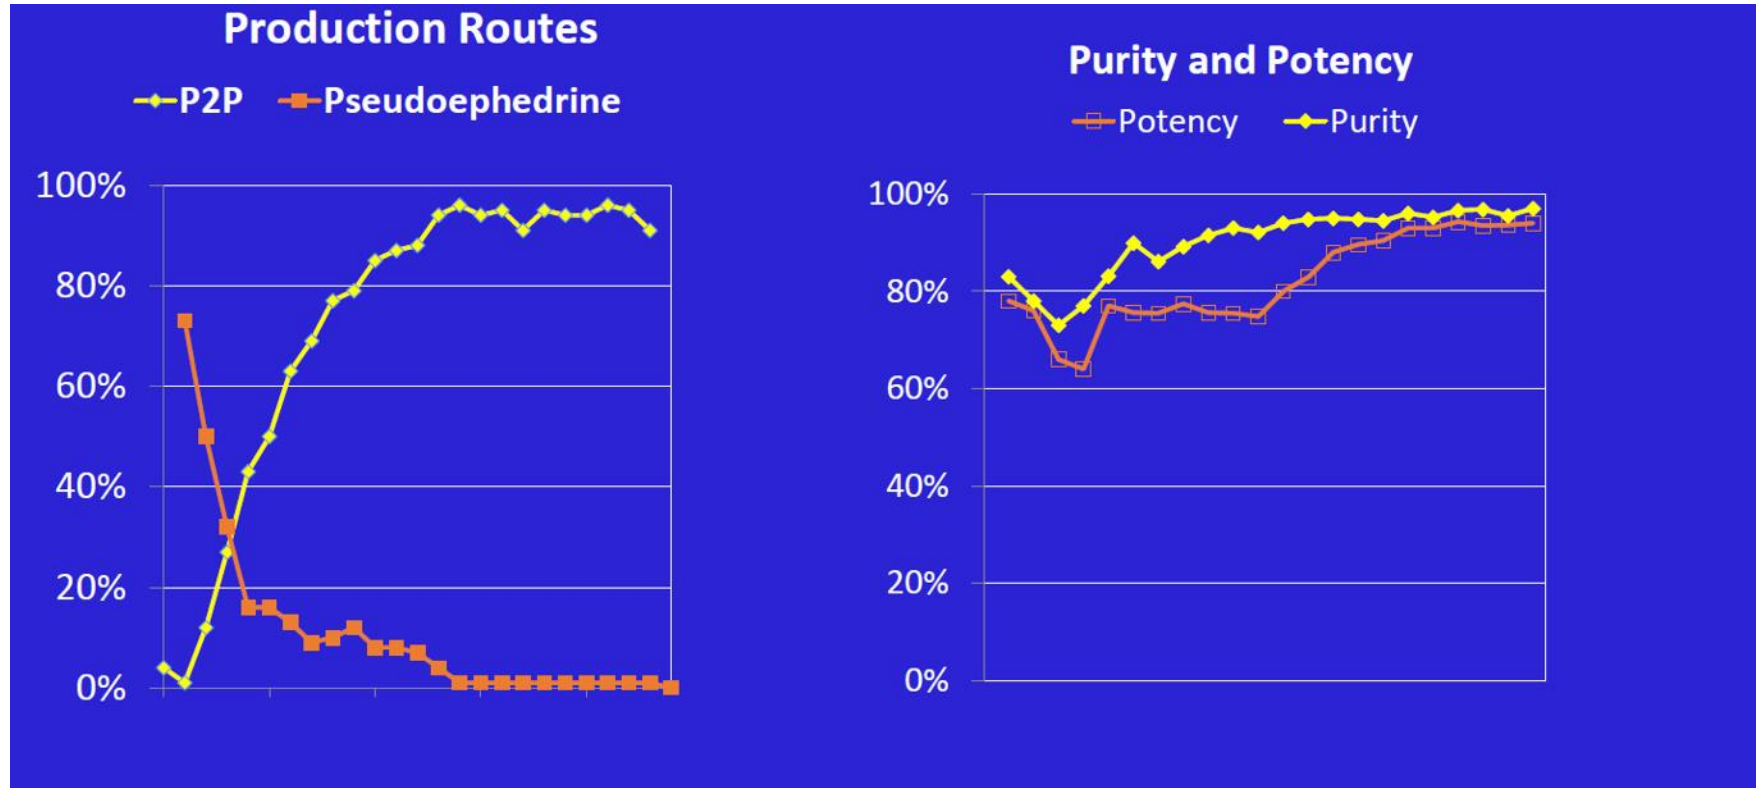 Production Routes
P2P
Pseudoephedrine
100%
80%
60%
40%
20%
0%
Purity and Potency
Potency
Purity
100%
80%
60%
40%
20%
0%